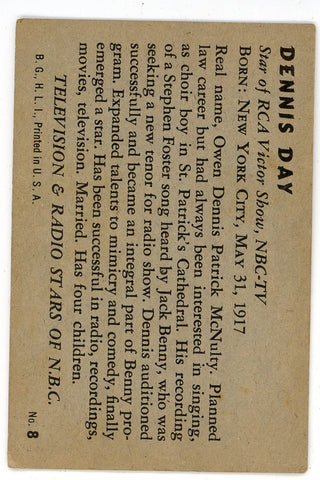 DENNIS DAY
Star of RCA Victor Show, NBC-TV
BORN: NEW YORK CITY, MAY 31, 1917
Real name, Owen Dennis Patrick McNulty. Planned
law career but had always been interested in singing,
as choir boy in St. Patrick's Cathedral. His recording
of a Stephen Foster song heard by Jack Benny, who was
seeking a new tenor for radio show. Dennis auditioned
successfully and became an integral part of Benny pro-
gram. Expanded talents to mimicry and comedy, finally
emerged a star. Has been successful in radio, recordings,
movies, television. Married. Has four children.
TELEVISION & RADIO STARS OF N.B.C.
B. G., H. L. I., Printed in U. S. A.
No. 8